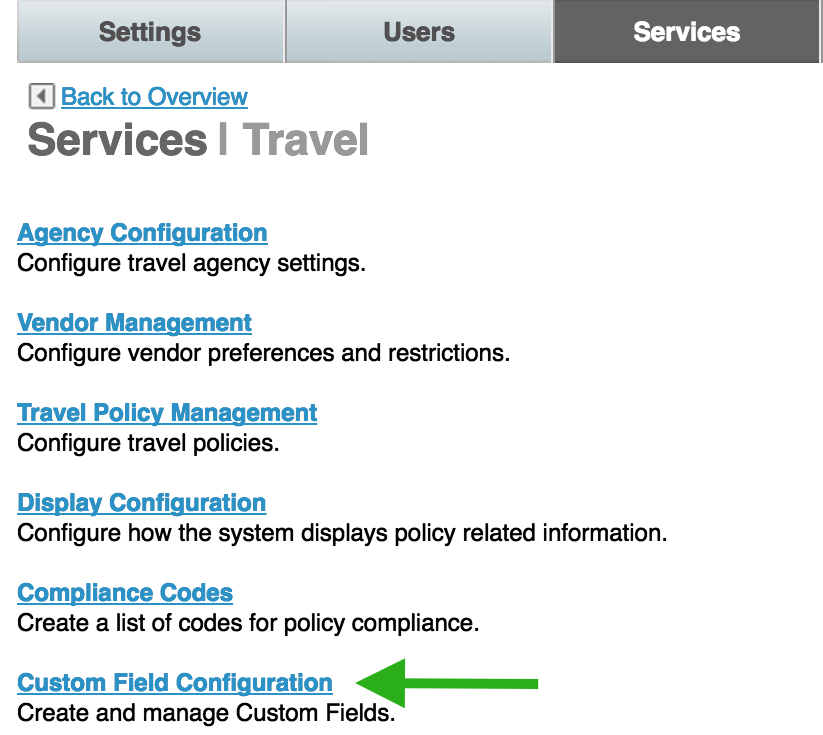 Settings Users Services
Back to Overview
Services | Travel
Agency Configuration
Configure travel agency settings.
Vendor Management
Configure vendor preferences and restrictions.
Travel Policy Management
Configure travel policies.
Display Configuration
Configure how the system displays policy related information.
Compliance Codes
Create a list of codes for policy compliance.
Custom Field Configuration
Create and manage Custom Fields.